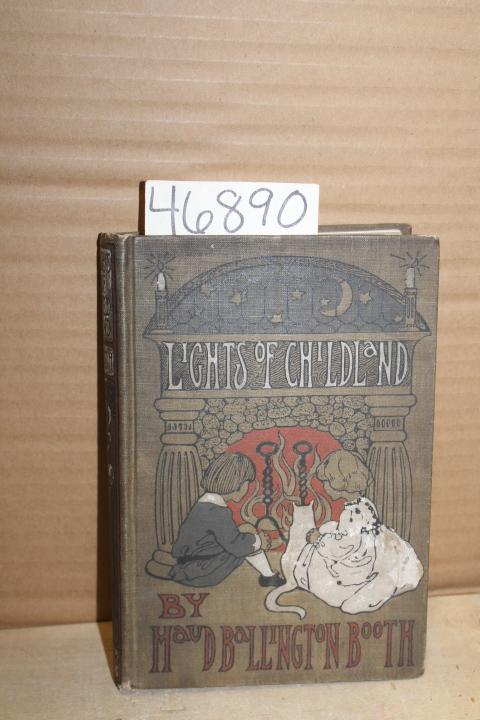 46890
LIGHTS OF CHILDLAND
BY
MAUD BALLINGTON BOOTH